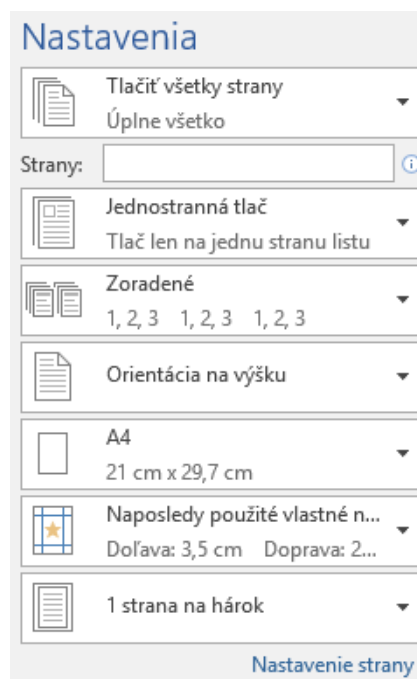 Nastavenia
Tlačiť všetky strany
Úplne všetko
Strany:
Jednostranná tlač
Tlač len na jednu stranu listu
Zoradené
1, 2, 3 1, 2, 3 1, 2, 3
Orientácia na výšku
A4
21 cm x 29,7 cm
Naposledy použité vlastné n...
Doľava: 3,5 cm Doprava: 2...
1 strana na hárok
Nastavenie strany